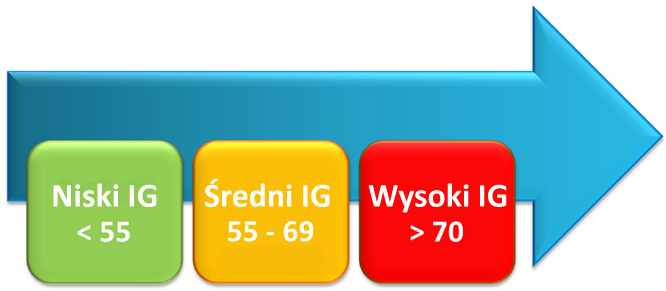 Niski IG
< 55
Średni IG
55 - 69
Wysoki IG
> 70